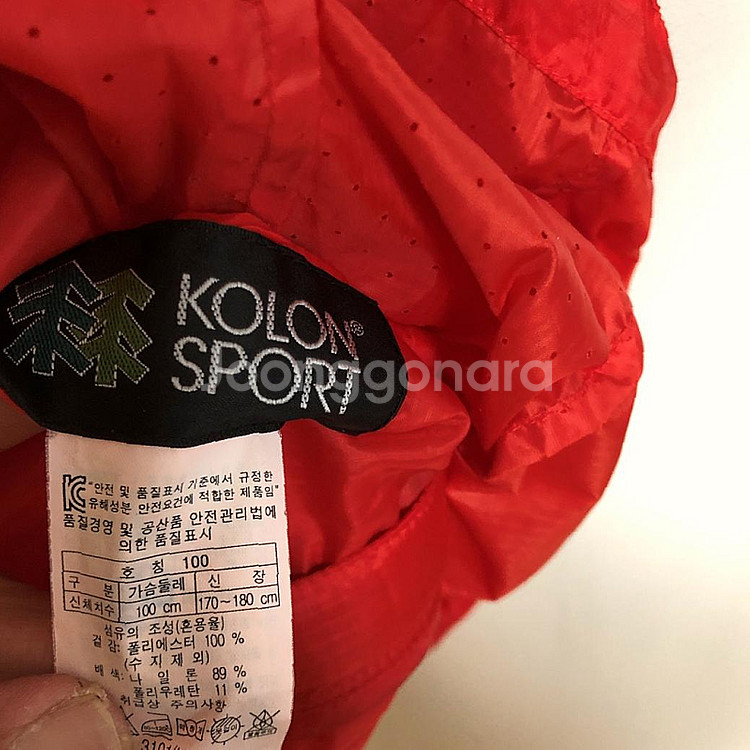 KOLON®
SPORT
Joonggonara
"안전 및 품질표시 기준에서 규정한
유해성분 안전요건에 적합한 제품임"
품질경영 및 공산품 안전관리법에
의한 품질표시
호 칭 100
구 분 가슴둘레 신 장
신체치수 100 cm 170~180 cm
섬유의 조성(혼용율)
겉 감: 폴리에스터 100 %
(수 지 제 외)
배 색: 나 일 론 89 %
폴리우레탄 11 %
취급상 주의사항